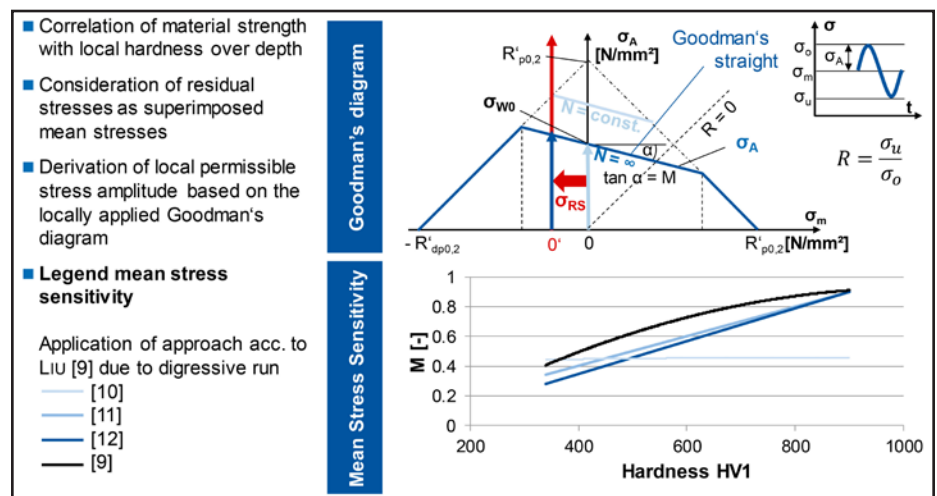 Correlation of material strength
with local hardness over depth
Consideration of residual
stresses as superimposed
mean stresses
Derivation of local permissible
stress amplitude based on the
locally applied Goodman's
diagram
Legend mean stress
sensitivity
Application of approach acc. to
LIU [9] due to digressive run
[10]
[11]
[12]
[9]
Goodman's diagram
σA
[N/mm²]
R'p0,2
Goodman's
straight
σW0
N = const.
R = 0
α
N = ∞
tan α = M
σA
σRS
σm
- R'dp0,2
0'
0
R'p0,2 [N/mm²]
σ
σo
σA
σm
σu
t
R = σu
σo
Mean Stress Sensitivity
M [-]
1
0.8
0.6
0.4
0.2
0
200
400
600
800
1000
Hardness HV1